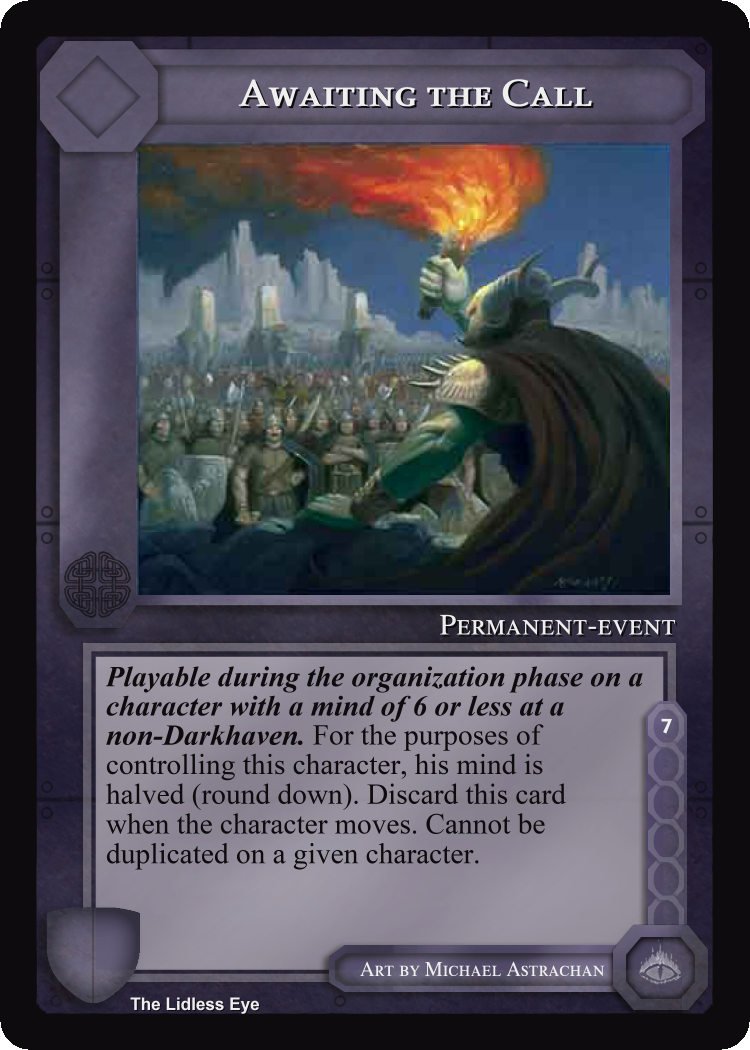 Awaiting the Call
Permanent-event
Playable during the organization phase on a
character with a mind of 6 or less at a
non-Darkhaven. For the purposes of
controlling this character, his mind is
halved (round down). Discard this card
when the character moves. Cannot be
duplicated on a given character.
7
Art by Michael Astrachan
The Lidless Eye